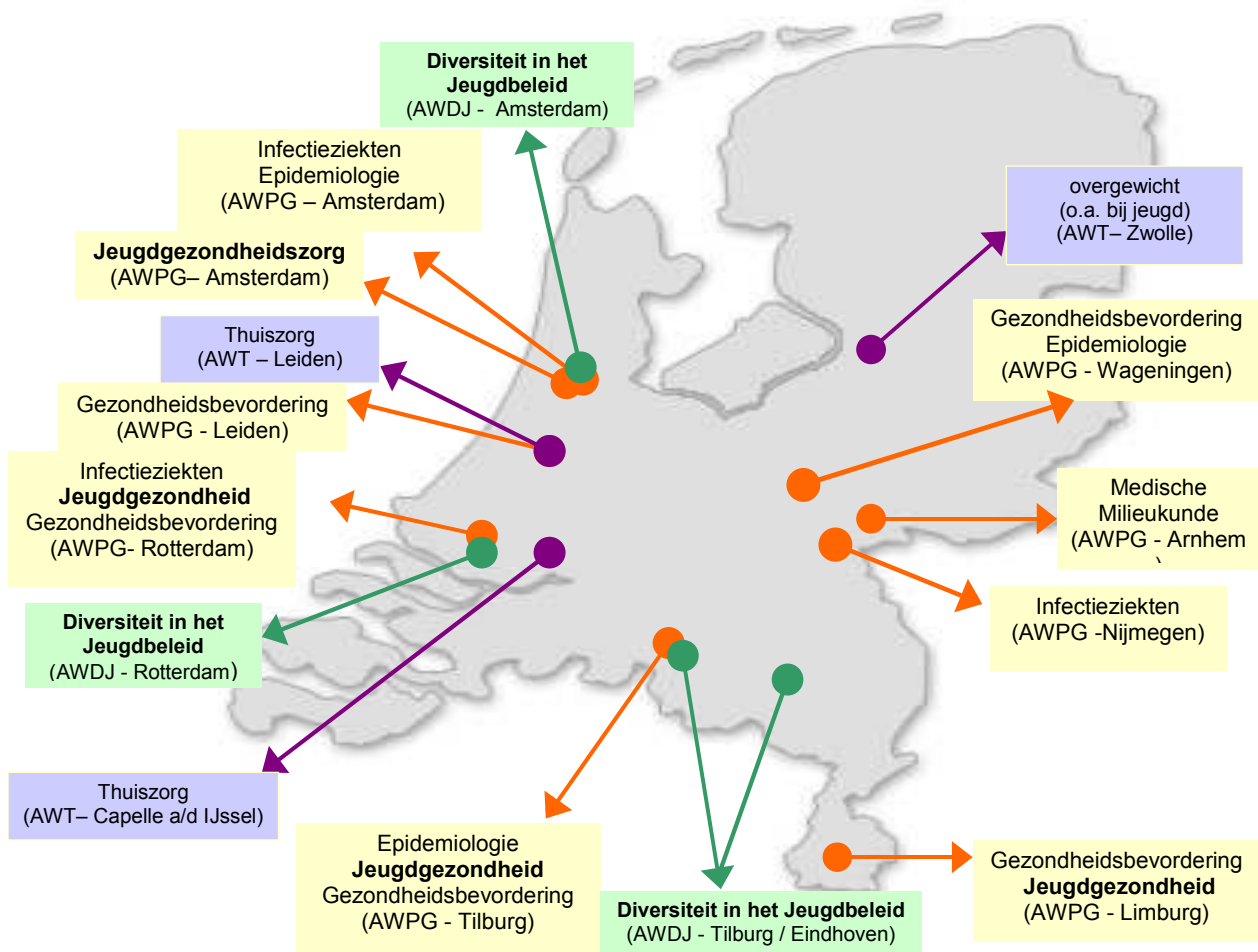 Diversiteit in het
Jeugdbeleid
(AWDJ - Amsterdam)
Infectieziekten
Epidemiologie
(AWPG – Amsterdam)
Jeugdgezondheidszorg
(AWPG– Amsterdam)
Thuiszorg
(AWT – Leiden)
Gezondheidsbevordering
(AWPG - Leiden)
Infectieziekten
Jeugdgezondheid
Gezondheidsbevordering
(AWPG- Rotterdam)
Diversiteit in het
Jeugdbeleid
(AWDJ - Rotterdam)
Thuiszorg
(AWT– Capelle a/d IJssel)
Epidemiologie
Jeugdgezondheid
Gezondheidsbevordering
(AWPG - Tilburg)
Diversiteit in het Jeugdbeleid
(AWDJ - Tilburg / Eindhoven)
overgewicht
(o.a. bij jeugd)
(AWT– Zwolle)
Gezondheidsbevordering
Epidemiologie
(AWPG - Wageningen)
Medische
Milieukunde
(AWPG - Arnhem
)
Infectieziekten
(AWPG -Nijmegen)
Gezondheidsbevordering
Jeugdgezondheid
(AWPG - Limburg)